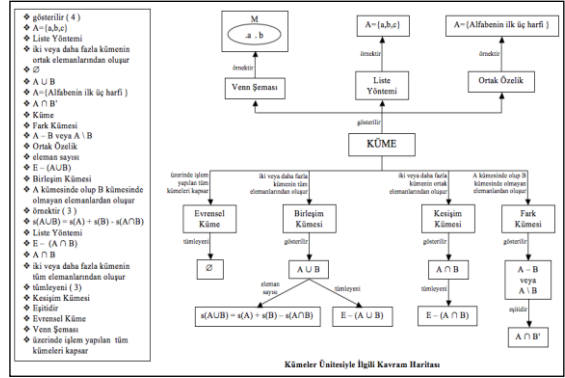 ❖ gösterilir ( 4 )
❖ A={a,b,c}
❖ Liste Yöntemi
❖ iki veya daha fazla kümenin
ortak elemanlarından oluşur
❖ ∅
❖ A ∪ B
❖ A={Alfabenin ilk üç harfi }
❖ A ∩ B'
❖ Küme
❖ Fark Kümesi
❖ A – B veya A \ B
❖ Ortak Özelik
❖ eleman sayısı
❖ E – (A∪B)
❖ Birleşim Kümesi
❖ A kümesinde olup B kümesinde
olmayan elemanlardan oluşur
❖ örnektir ( 3 )
❖ s(A∪B) = s(A) + s(B) - s(A∩B)
❖ Liste Yöntemi
❖ E – (A ∩ B)
❖ A ∩ B
❖ iki veya daha fazla kümenin
tüm elemanlarından oluşur
❖ tümleyeni ( 3)
❖ Kesişim Kümesi
❖ Eşitidir
❖ Evrensel Küme
❖ Venn Şeması
❖ üzerinde işlem yapılan tüm
kümeleri kapsar
M
.a . b
A={a,b,c}
A={Alfabenin ilk üç harfi }
örnektir
örnektir
örnektir
Venn Şeması
Liste
Yöntemi
Ortak Özelik
gösterilir
KÜME
üzerinde işlem
yapılan tüm
kümeleri kapsar
iki veya daha fazla
kümenin tüm
elemanlarından oluşur
iki veya daha fazla
kümenin ortak
elemanlarından oluşur
A kümesinde olup B
kümesinde olmayan
elemanlardan oluşur
Evrensel
Küme
Birleşim
Kümesi
Kesişim
Kümesi
Fark
Kümesi
tümleyeni
gösterilir
gösterilir
gösterilir
∅
A ∪ B
A ∩ B
A – B
veya
A \ B
eleman
sayısı
tümleyeni
tümleyeni
eşitidir
s(A∪B) = s(A) + s(B) – s(A∩B)
E – (A ∪ B)
E – (A ∩ B)
A ∩ B'
Kümeler Ünitesiyle İlgili Kavram Haritası